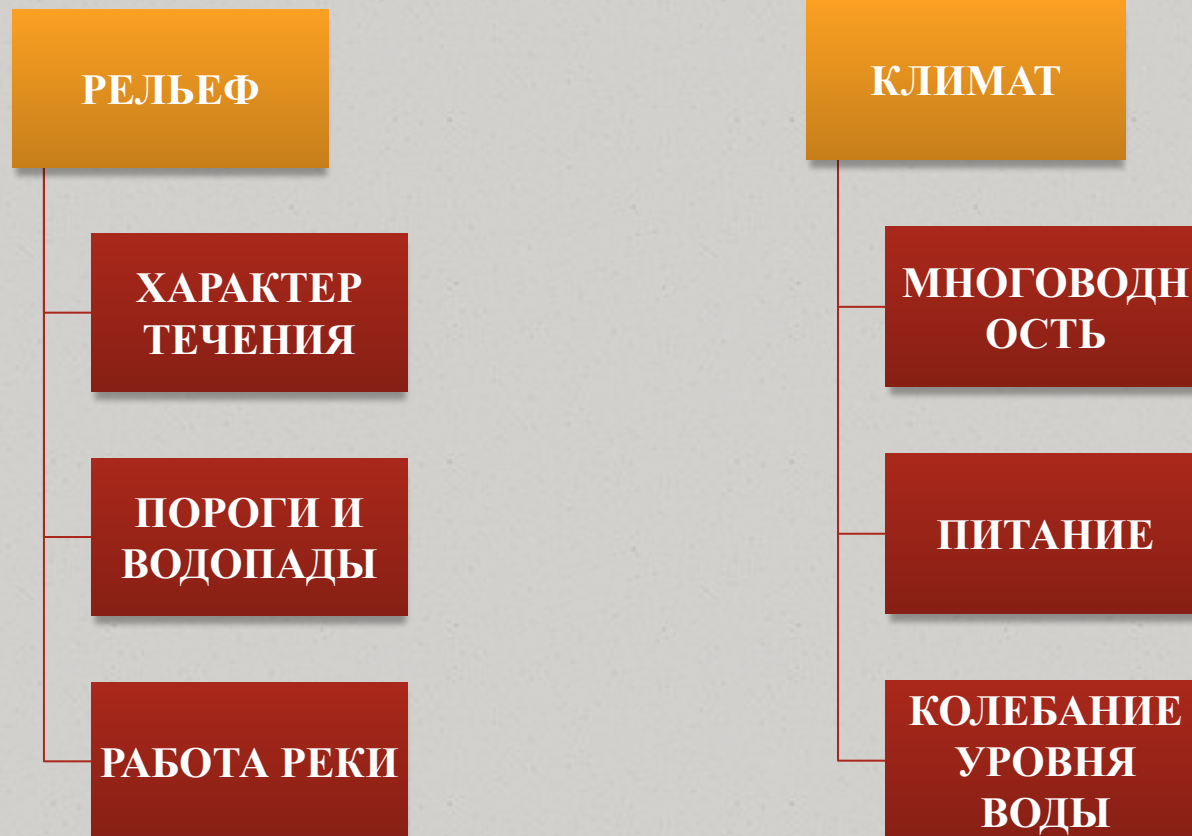 РЕЛЬЕФ
ХАРАКТЕР
ТЕЧЕНИЯ
ПОРОГИ И
ВОДОПАДЫ
РАБОТА РЕКИ
КЛИМАТ
МНОГОВОДН
ОСТЬ
ПИТАНИЕ
КОЛЕБАНИЕ
УРОВНЯ
ВОДЫ